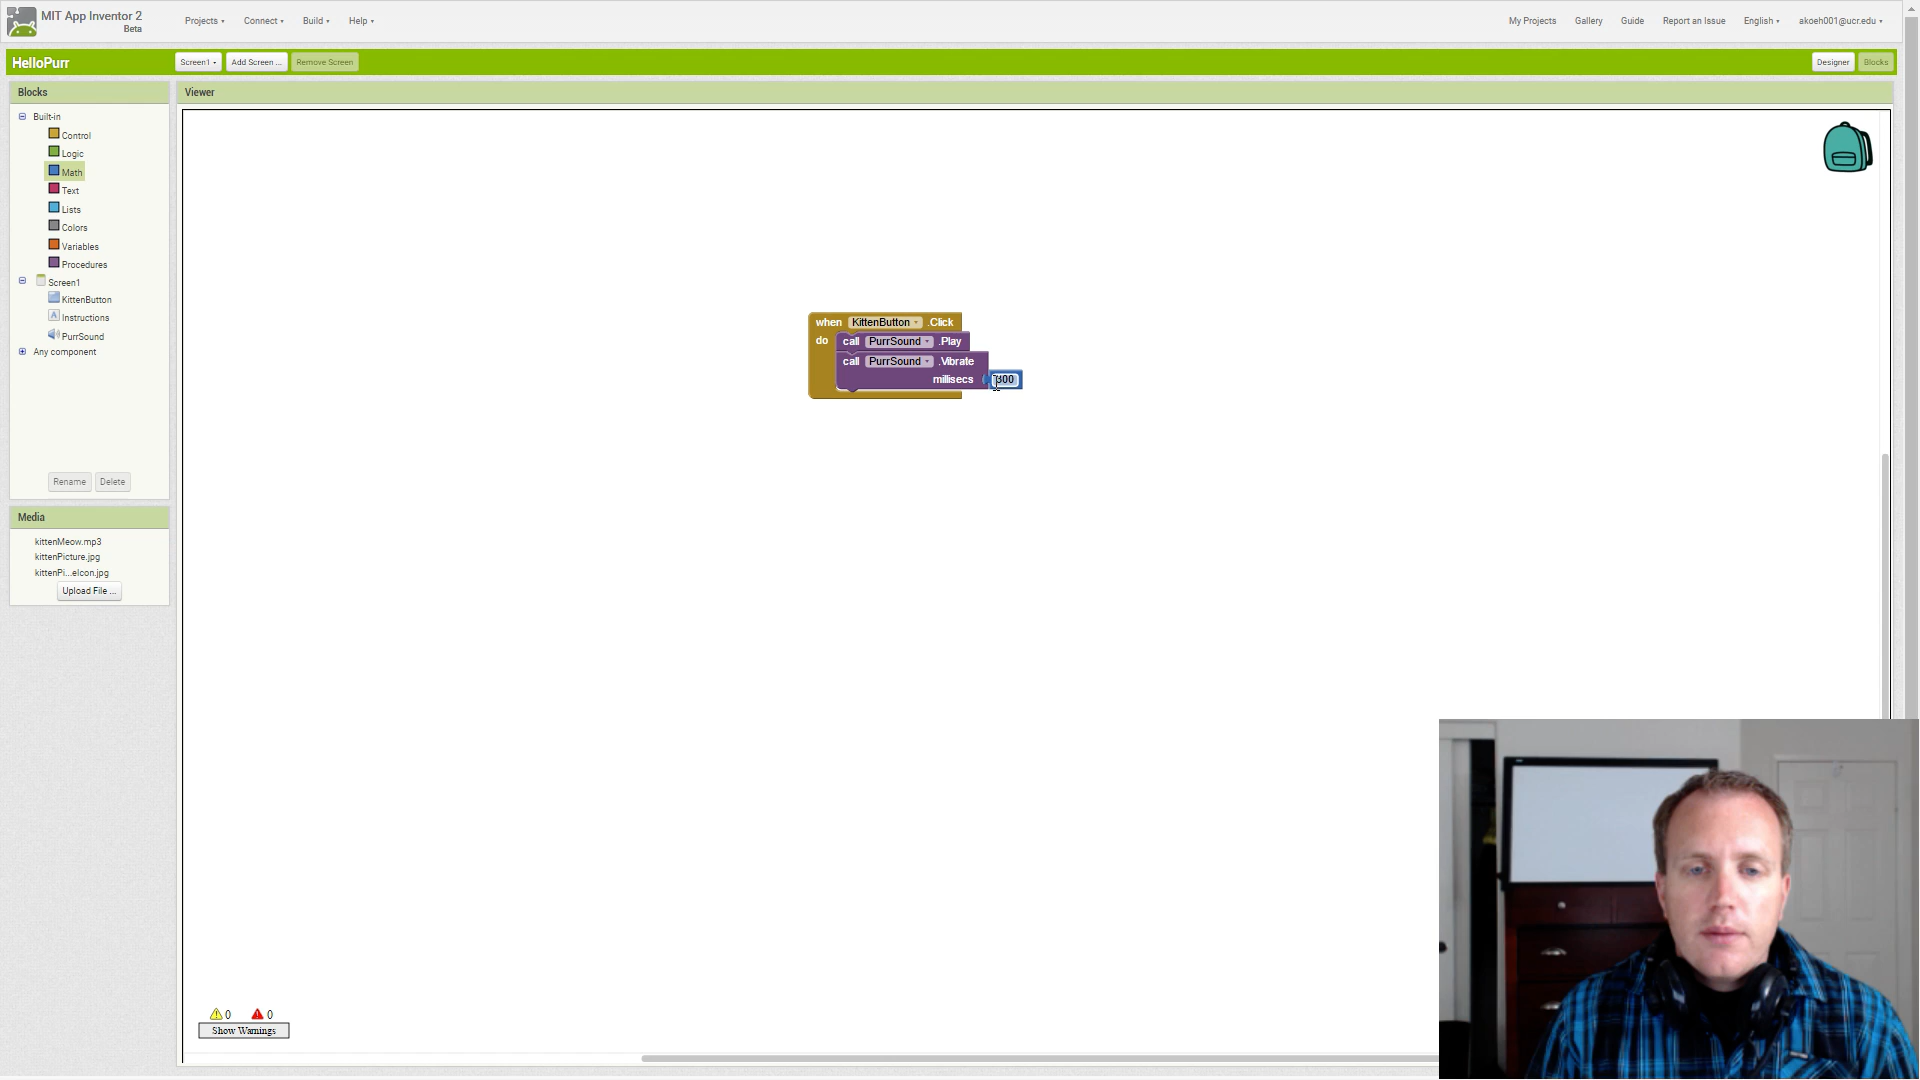 MIT App Inventor 2
Beta
Projects
Connect
Build
Help
My Projects
Gallery
Guide
Report an Issue
English
akoeh001@ucr.edu
HelloPurr
Screen1
Add Screen ...
Remove Screen
Designer
Blocks
Blocks
Viewer
Built-in
Control
Logic
Math
Text
Lists
Colors
Variables
Procedures
Screen1
KittenButton
Instructions
PurrSound
Any component
Rename
Delete
Media
kittenMeow.mp3
kittenPicture.jpg
kittenPi...eIcon.jpg
Upload File ...
when KittenButton .Click
do call PurrSound .Play
call PurrSound .Vibrate
millisecs
0 0
Show Warnings